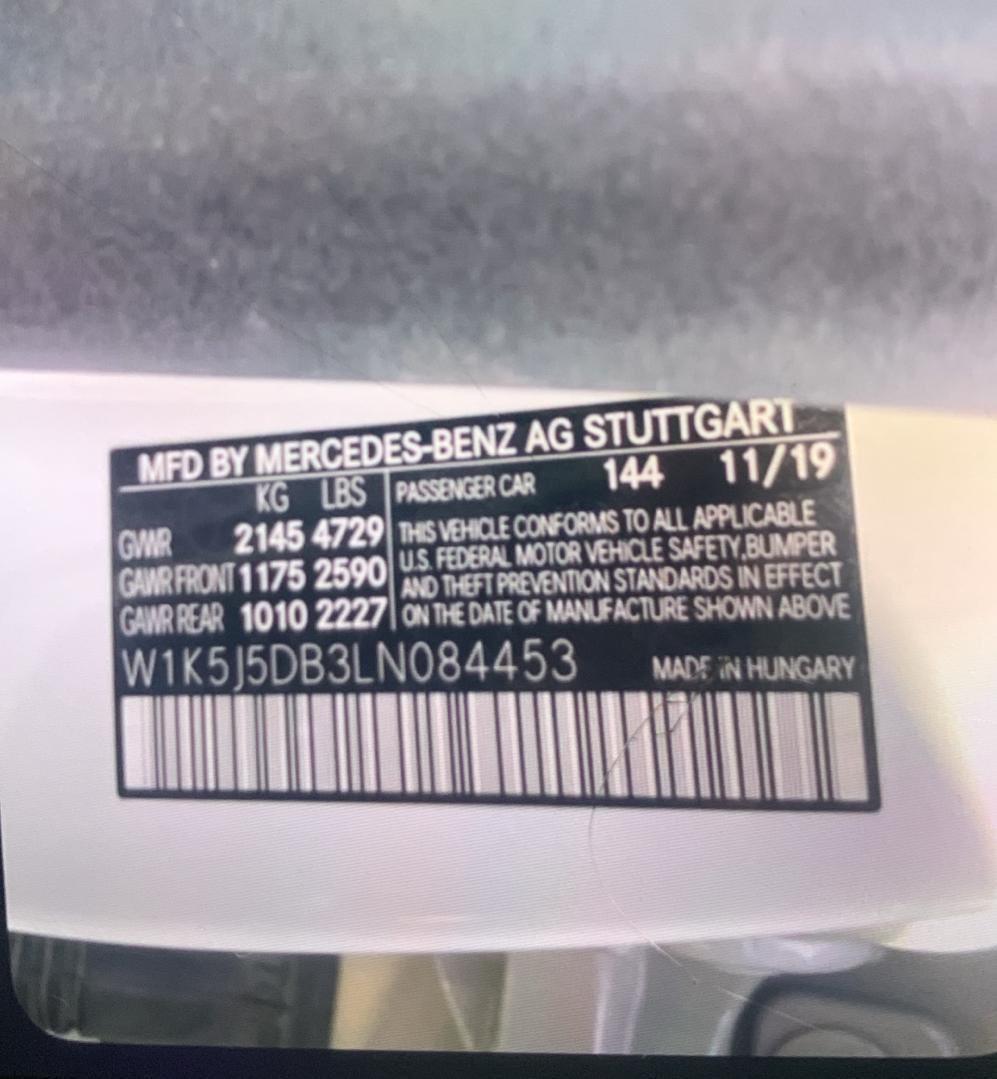 MFD BY MERCEDES-BENZ AG STUTTGART
KG LBS PASSENGER CAR 144 11/19
GVWR 2145 4729 THIS VEHICLE CONFORMS TO ALL APPLICABLE
U.S. FEDERAL MOTOR VEHICLE SAFETY,BUMPER
GAWR FRONT 1175 2590 AND THEFT PREVENTION STANDARDS IN EFFECT
GAWR REAR 1010 2227 ON THE DATE OF MANUFACTURE SHOWN ABOVE
W1K5J5DB3LN084453 MADE IN HUNGARY